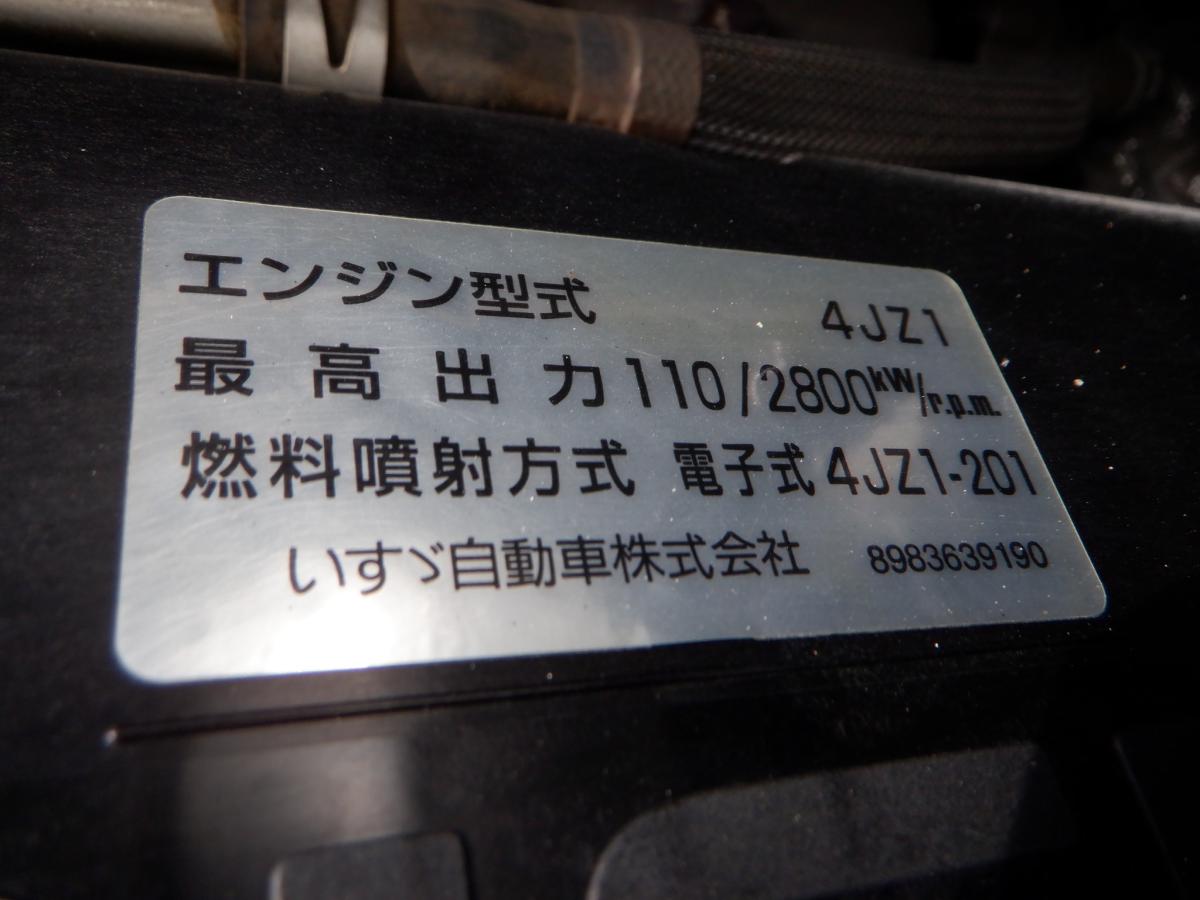 エンジン型式 4JZ1
最高出力 110/2800kW/r.p.m.
燃料噴射方式 電子式 4JZ1-201
いすゞ自動車株式会社 8983639190